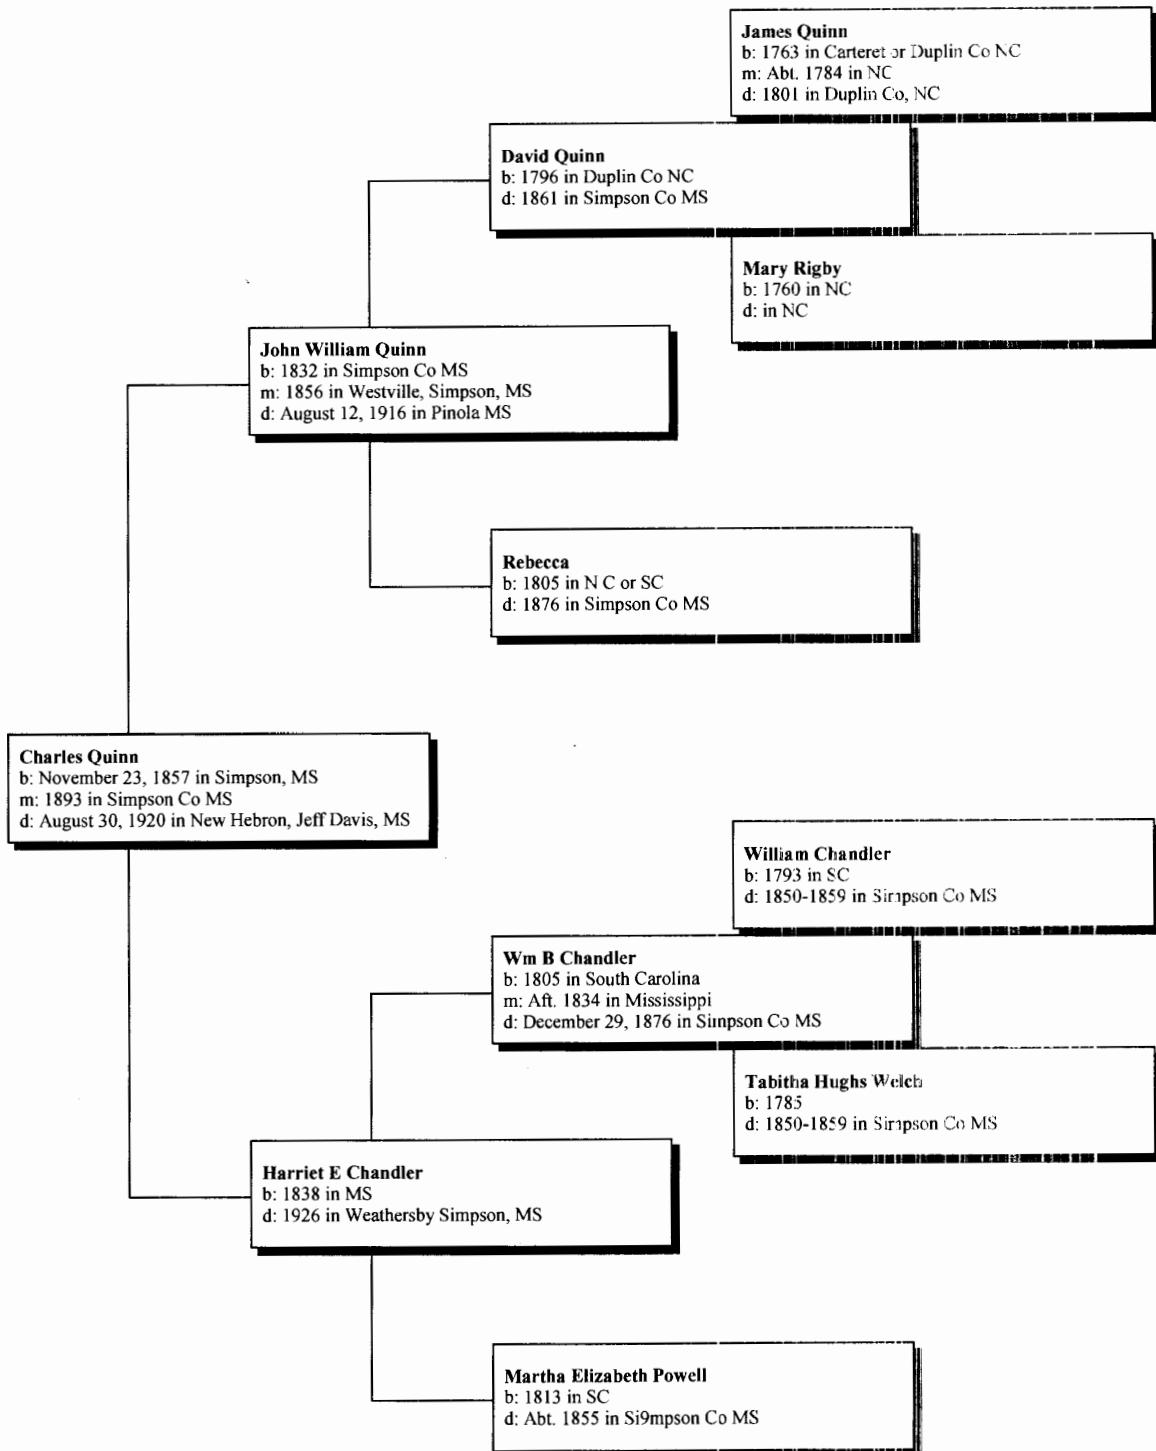 James Quinn
b: 1763 in Carteret or Duplin Co NC
m: Abt. 1784 in NC
d: 1801 in Duplin Co, NC
David Quinn
b: 1796 in Duplin Co NC
d: 1861 in Simpson Co MS
Mary Rigby
b: 1760 in NC
d: in NC
John William Quinn
b: 1832 in Simpson Co MS
m: 1856 in Westville, Simpson, MS
d: August 12, 1916 in Pinola MS
Rebecca
b: 1805 in N C or SC
d: 1876 in Simpson Co MS
Charles Quinn
b: November 23, 1857 in Simpson, MS
m: 1893 in Simpson Co MS
d: August 30, 1920 in New Hebron, Jeff Davis, MS
William Chandler
b: 1793 in SC
d: 1850-1859 in Simpson Co MS
Wm B Chandler
b: 1805 in South Carolina
m: Aft. 1834 in Mississippi
d: December 29, 1876 in Simpson Co MS
Tabitha Hughs Welch
b: 1785
d: 1850-1859 in Simpson Co MS
Harriet E Chandler
b: 1838 in MS
d: 1926 in Weathersby Simpson, MS
Martha Elizabeth Powell
b: 1813 in SC
d: Abt. 1855 in Si9mpson Co MS